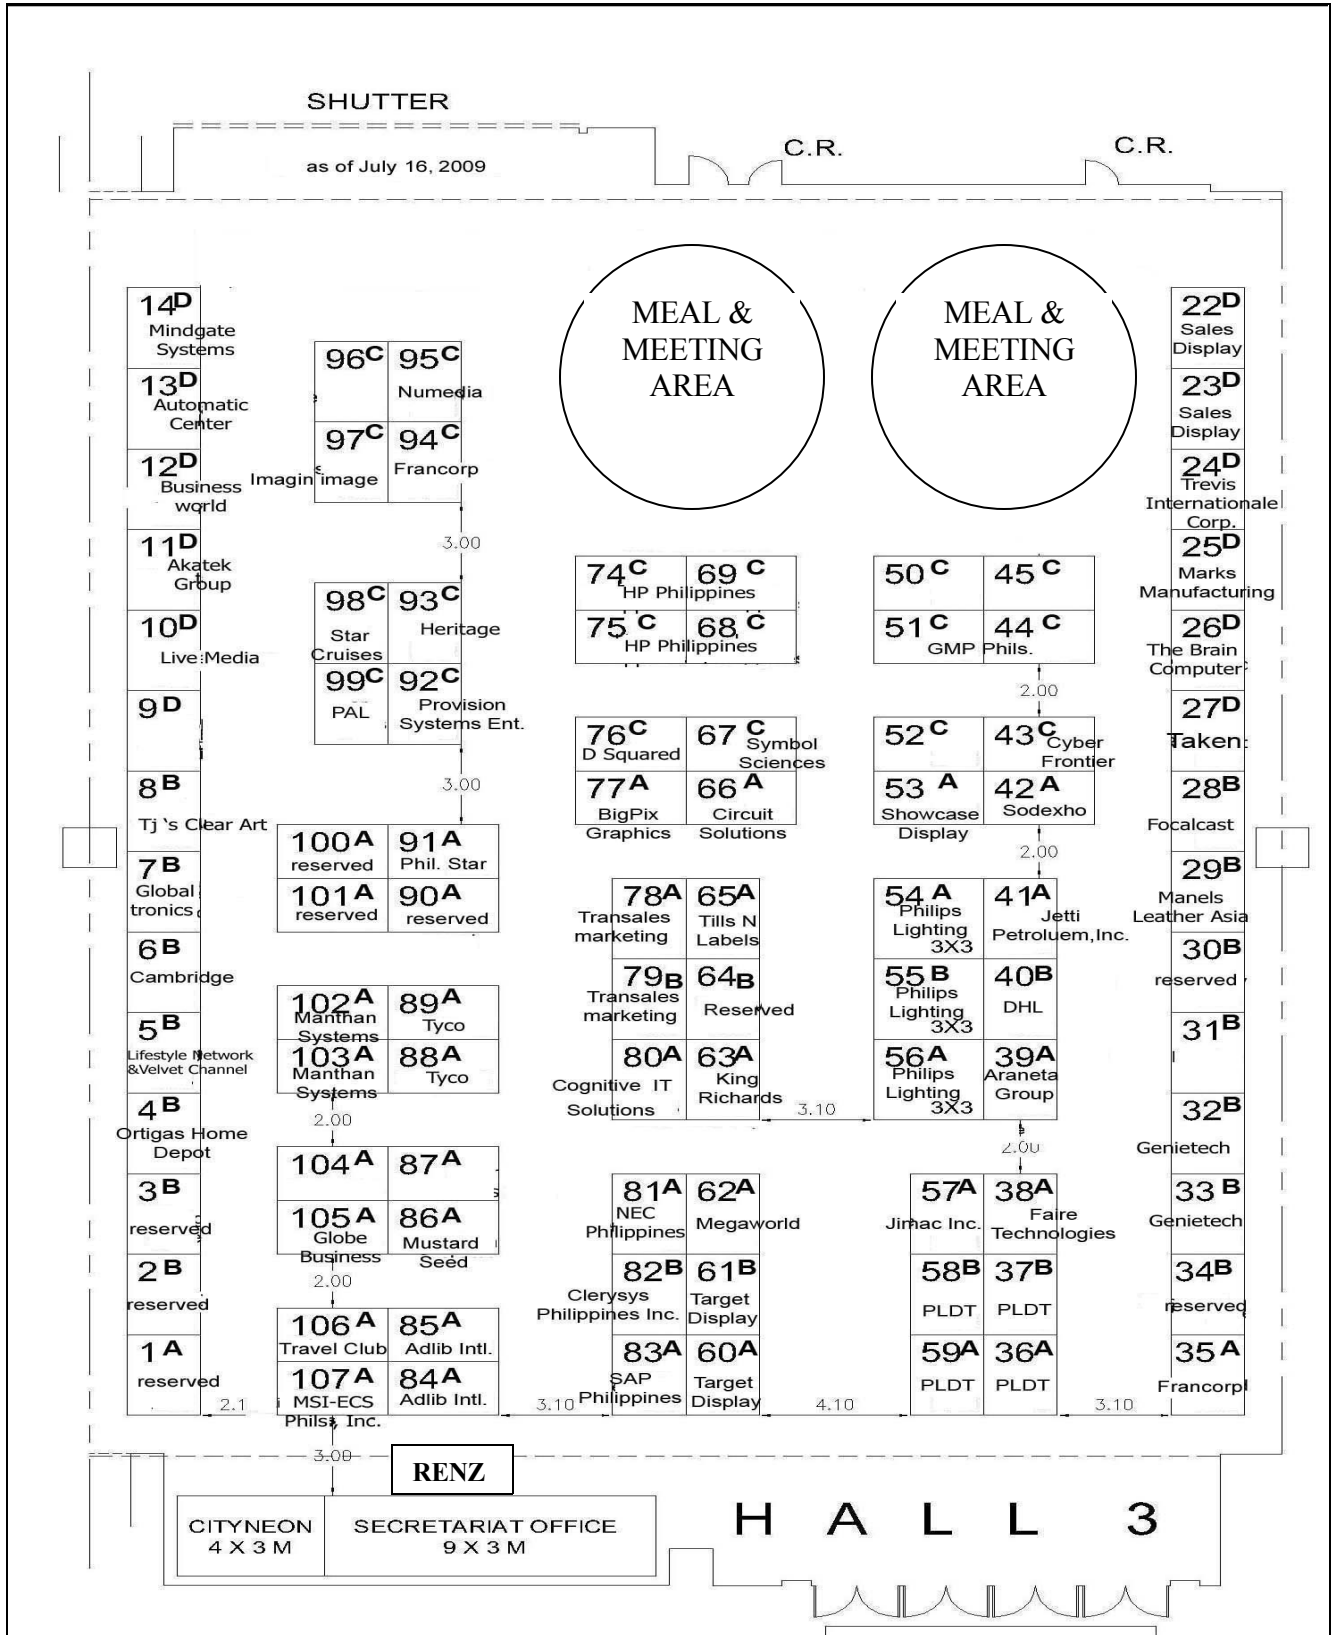 SHUTTER
as of July 16, 2009
C.R.
C.R.
MEAL &
MEETING
AREA
MEAL &
MEETING
AREA
14D
Mindgate
Systems
13D
Automatic
Center
12D
Business
world
11D
Akatek
Group
10D
Live Media
9D
8B
Tj 's Clear Art
7B
Global
tronics
6B
Cambridge
5B
Lifestyle Network
&Velvet Channel
4B
Ortigas Home
Depot
3B
reserved
2B
reserved
1A
reserved
2.1
96C
95C
Numedia
97C
Imagin image
94C
Francorp
3.00
98C
Star
Cruises
93C
Heritage
99C
PAL
92C
Provision
Systems Ent.
3.00
100A
reserved
91A
Phil. Star
101A
reserved
90A
reserved
102A
Manthan
Systems
89A
Tyco
103A
Manthan
Systems
88A
Tyco
2.00
104A
87A
105A
Globe
Business
86A
Mustard
Seed
2.00
106A
Travel Club
85A
Adlib Intl.
107A
MSI-ECS
Phils, Inc.
84A
Adlib Intl.
3.10
3.00
74C
69C
HP Philippines
75C
68C
HP Philippines
76C
D Squared
67
Symbol
Sciences
77A
BigPix
Graphics
66A
Circuit
Solutions
78A
Transales
marketing
65A
Tills N
Labels
79B
Transales
marketing
64B
Reserved
80A
Cognitive IT
Solutions
63A
King
Richards
3.10
81A
NEC
Philippines
62A
Megaworld
82B
Clerysys
Philippines Inc.
61B
Target
Display
83A
SAP
Philippines
60A
Target
Display
4.10
50C
45C
51C
44C
GMP Phils.
2.00
52C
43C
Cyber
Frontier
53A
Showcase
Display
42A
Sodexho
2.00
54A
Philips
Lighting
3X3
41A
Jetti
Petroluem,Inc.
55B
Philips
Lighting
3X3
40B
DHL
56A
Philips
Lighting
3X3
39A
Araneta
Group
2.00
57A
Jimac Inc.
38A
Faire
Technologies
58B
PLDT
37B
PLDT
59A
PLDT
36A
PLDT
3.10
22D
Sales
Display
23D
Sales
Display
24D
Trevis
Internationale
Corp.
25D
Marks
Manufacturing
26D
The Brain
Computer
27D
Taken
28B
Focalcast
29B
Manels
Leather Asia
30B
reserved
31B
32B
Genietech
33B
Genietech
34B
reserved
35A
Francorp
RENZ
CITYNEON
4 X 3 M
SECRETARIAT OFFICE
9 X 3 M
HALL 3